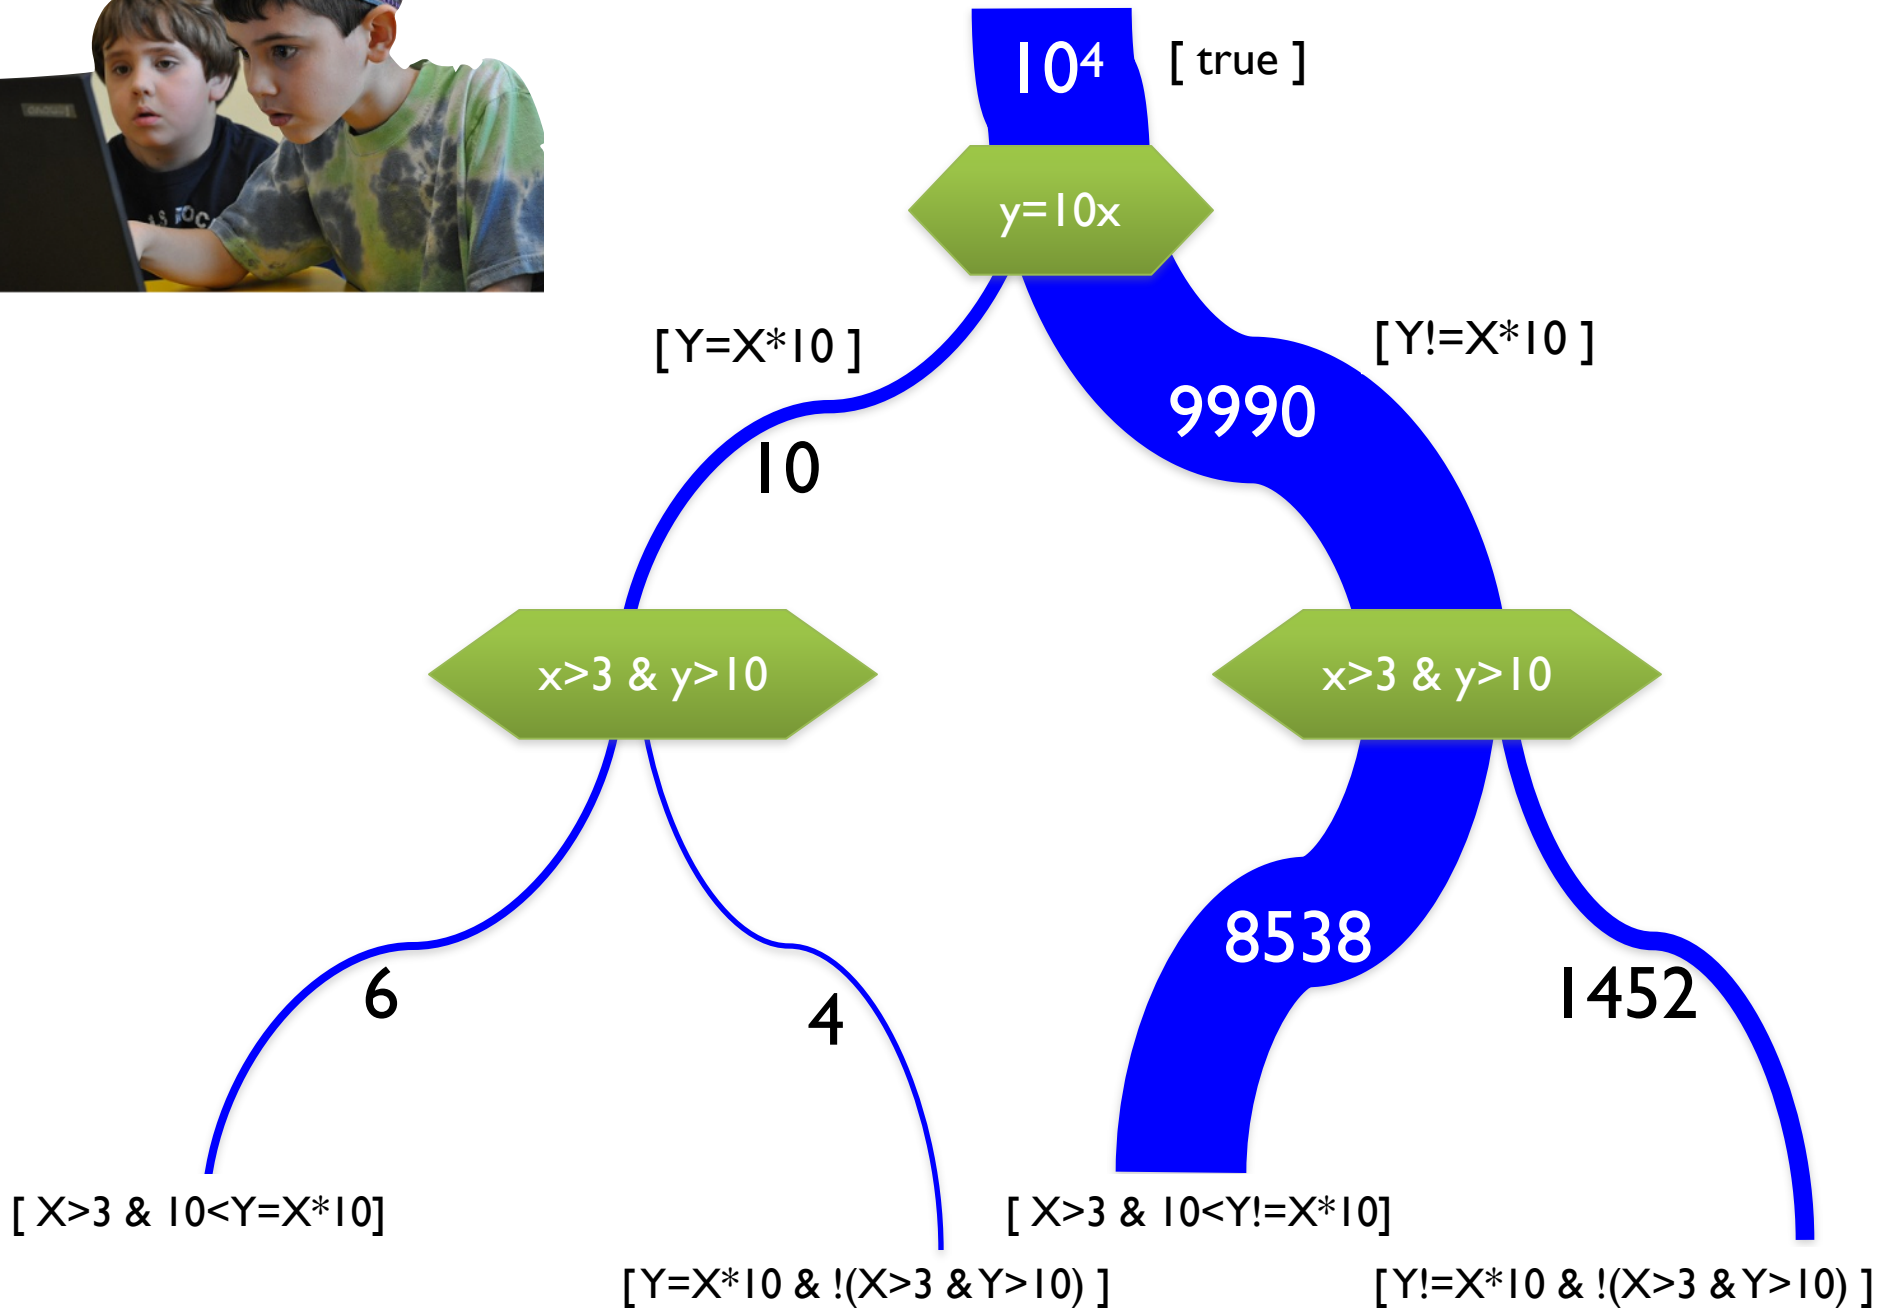 10⁴
[ true ]
y=10x
[ Y=X*10 ]
[ Y!=X*10 ]
9990
10
x>3 & y>10
x>3 & y>10
8538
6
4
1452
[ X>3 & 10<Y=X*10]
[ X>3 & 10<Y!=X*10]
[ Y=X*10 & !(X>3 & Y>10) ]
[ Y!=X*10 & !(X>3 & Y>10) ]